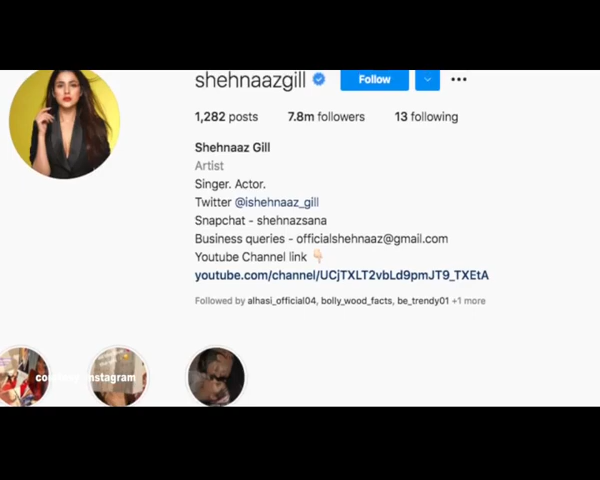 shehnaazgill Follow
1,282 posts 7.8m followers 13 following
Shehnaaz Gill
Artist
Singer. Actor.
Twitter @ishehnaaz_gill
Snapchat - shehnazsana
Business queries - officialshehnaaz@gmail.com
Youtube Channel link 👇🏻
youtube.com/channel/UCjTXLT2vbLd9pmJT9_TXEtA
Followed by alhasi_official04, bolly_wood_facts, be_trendy01 +1 more